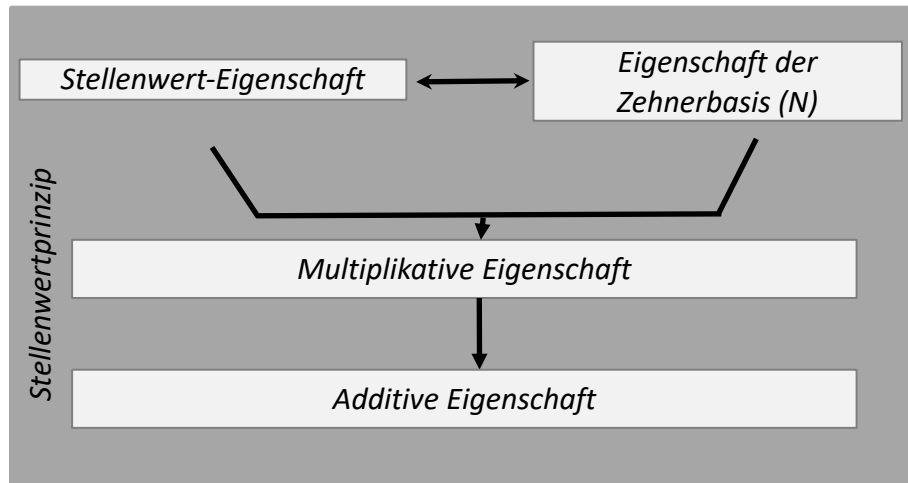 Stellenwert-Eigenschaft
Eigenschaft der
Zehnerbasis (N)
Stellenwertprinzip
Multiplikative Eigenschaft
Additive Eigenschaft